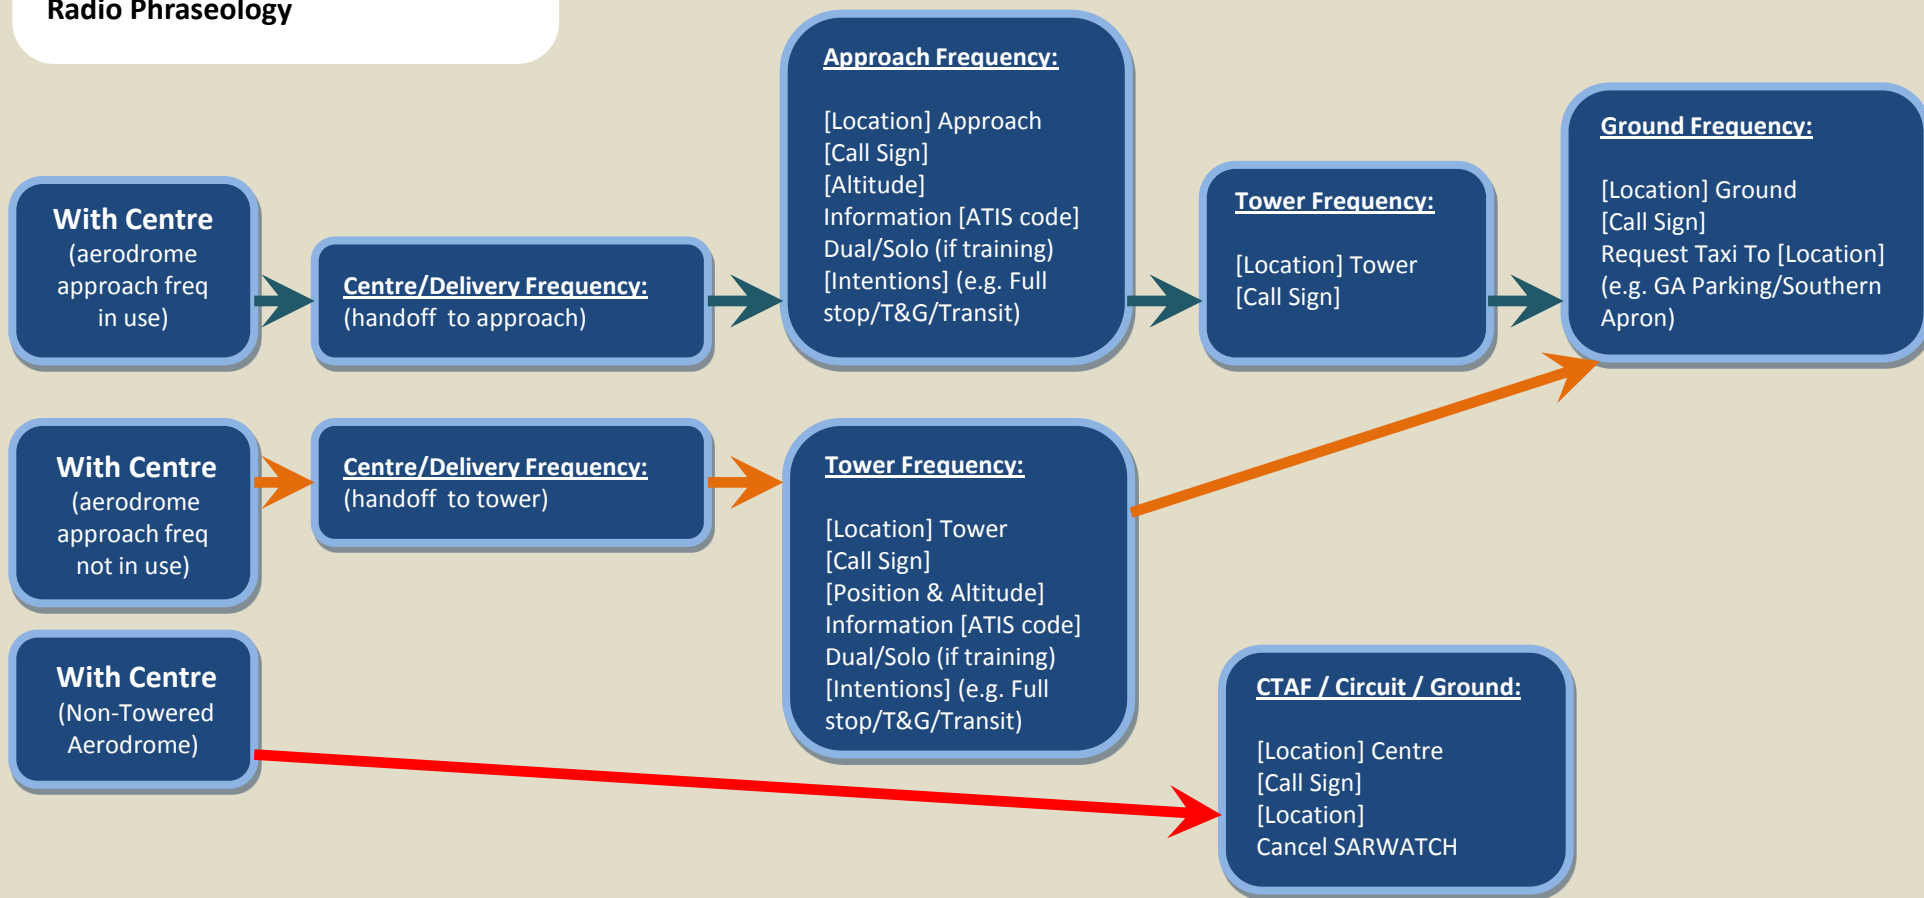 Radio Phraseology
With Centre
(aerodrome
approach freq
in use)
Centre/Delivery Frequency:
(handoff to approach)
Approach Frequency:
[Location] Approach
[Call Sign]
[Altitude]
Information [ATIS code]
Dual/Solo (if training)
[Intentions] (e.g. Full
stop/T&G/Transit)
Tower Frequency:
[Location] Tower
[Call Sign]
Ground Frequency:
[Location] Ground
[Call Sign]
Request Taxi To [Location]
(e.g. GA Parking/Southern
Apron)
With Centre
(aerodrome
approach freq
not in use)
Centre/Delivery Frequency:
(handoff to tower)
Tower Frequency:
[Location] Tower
[Call Sign]
[Position & Altitude]
Information [ATIS code]
Dual/Solo (if training)
[Intentions] (e.g. Full
stop/T&G/Transit)
With Centre
(Non-Towered
Aerodrome)
CTAF / Circuit / Ground:
[Location] Centre
[Call Sign]
[Location]
Cancel SARWATCH